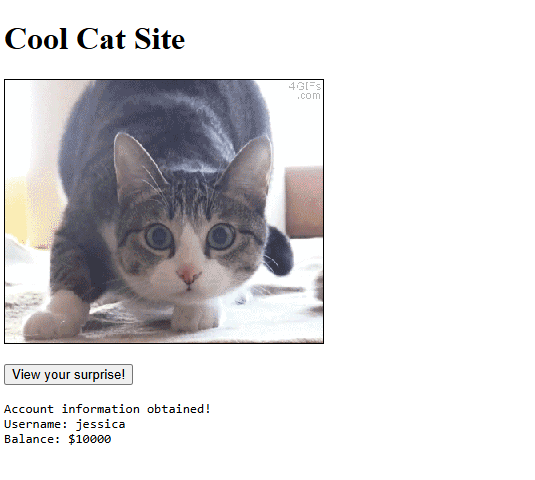 Cool Cat Site
4GIFs
.com
View your surprise!
Account information obtained!
Username: jessica
Balance: $10000